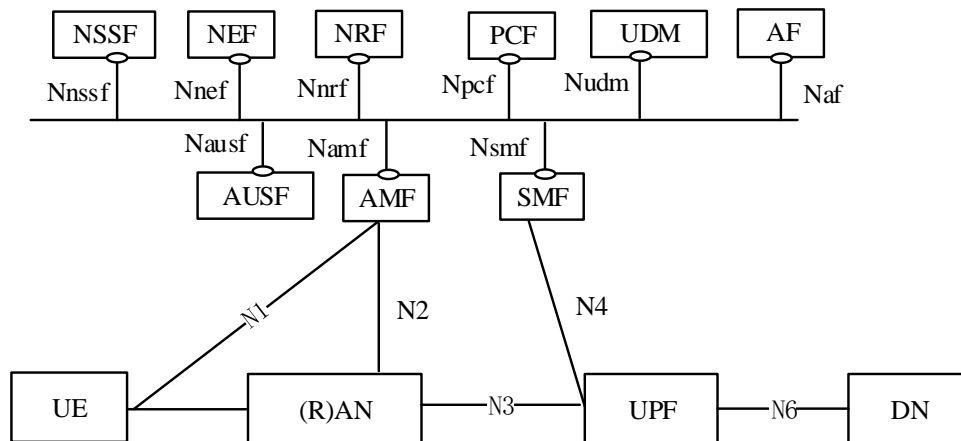 NSSF NEF NRF PCF UDM AF
Nnssf Nnef Nnrf Npcf Nudm Naf
Nausf Namf Nsmf
AUSF AMF SMF
N1 N2 N4
UE (R)AN N3 UPF N6 DN